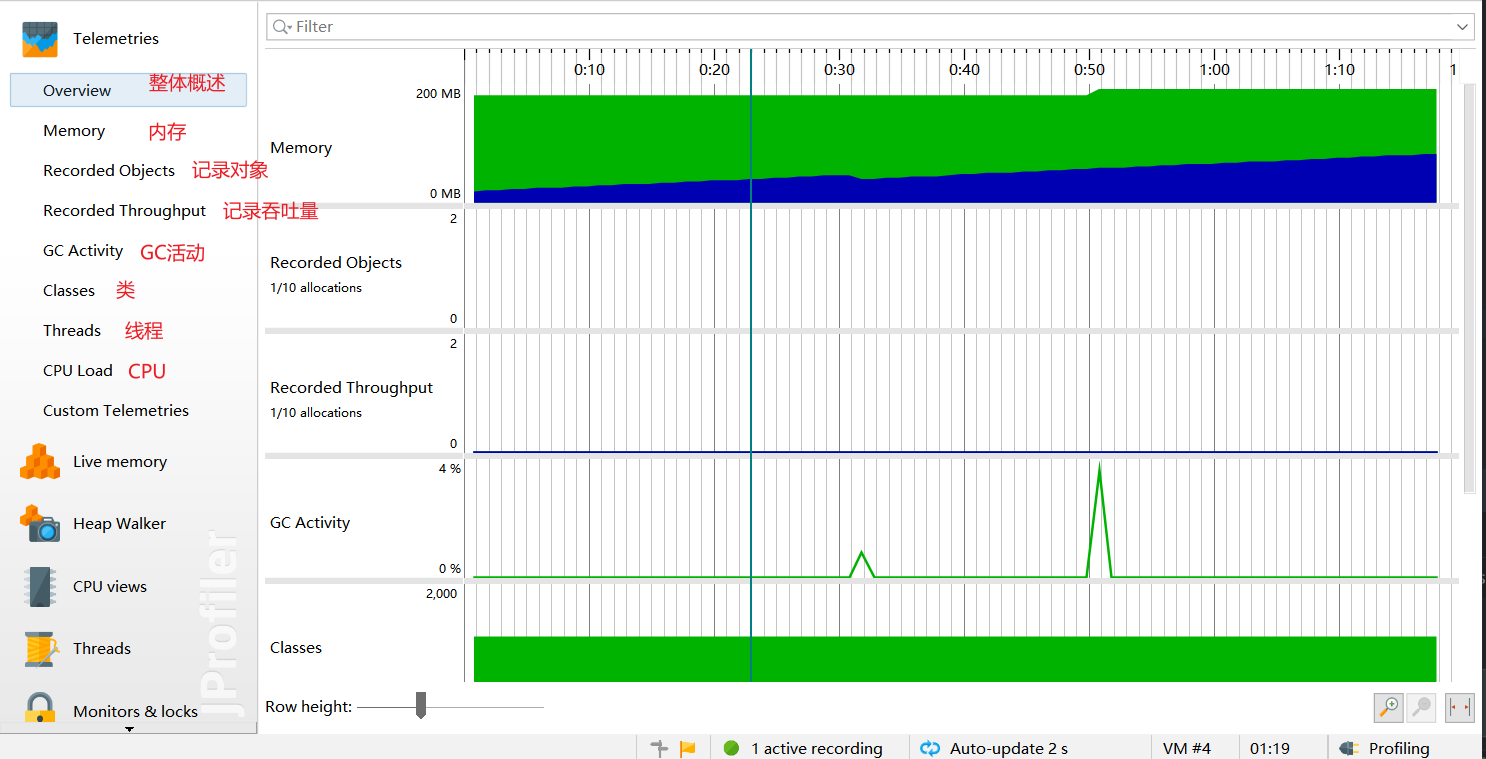 Telemetries
Overview 整体概述
Memory 内存
Recorded Objects 记录对象
Recorded Throughput 记录吞吐量
GC Activity GC活动
Classes 类
Threads 线程
CPU Load CPU
Custom Telemetries
Live memory
Heap Walker
CPU views
Threads
Monitors & locks
JProfiler
Filter
0:10 0:20 0:30 0:40 0:50 1:00 1:10 1
200 MB
Memory
0 MB
2
Recorded Objects
1/10 allocations
0
2
Recorded Throughput
1/10 allocations
0
4 %
GC Activity
0 %
2,000
Classes
Row height:
1 active recording Auto-update 2 s VM #4 01:19 Profiling